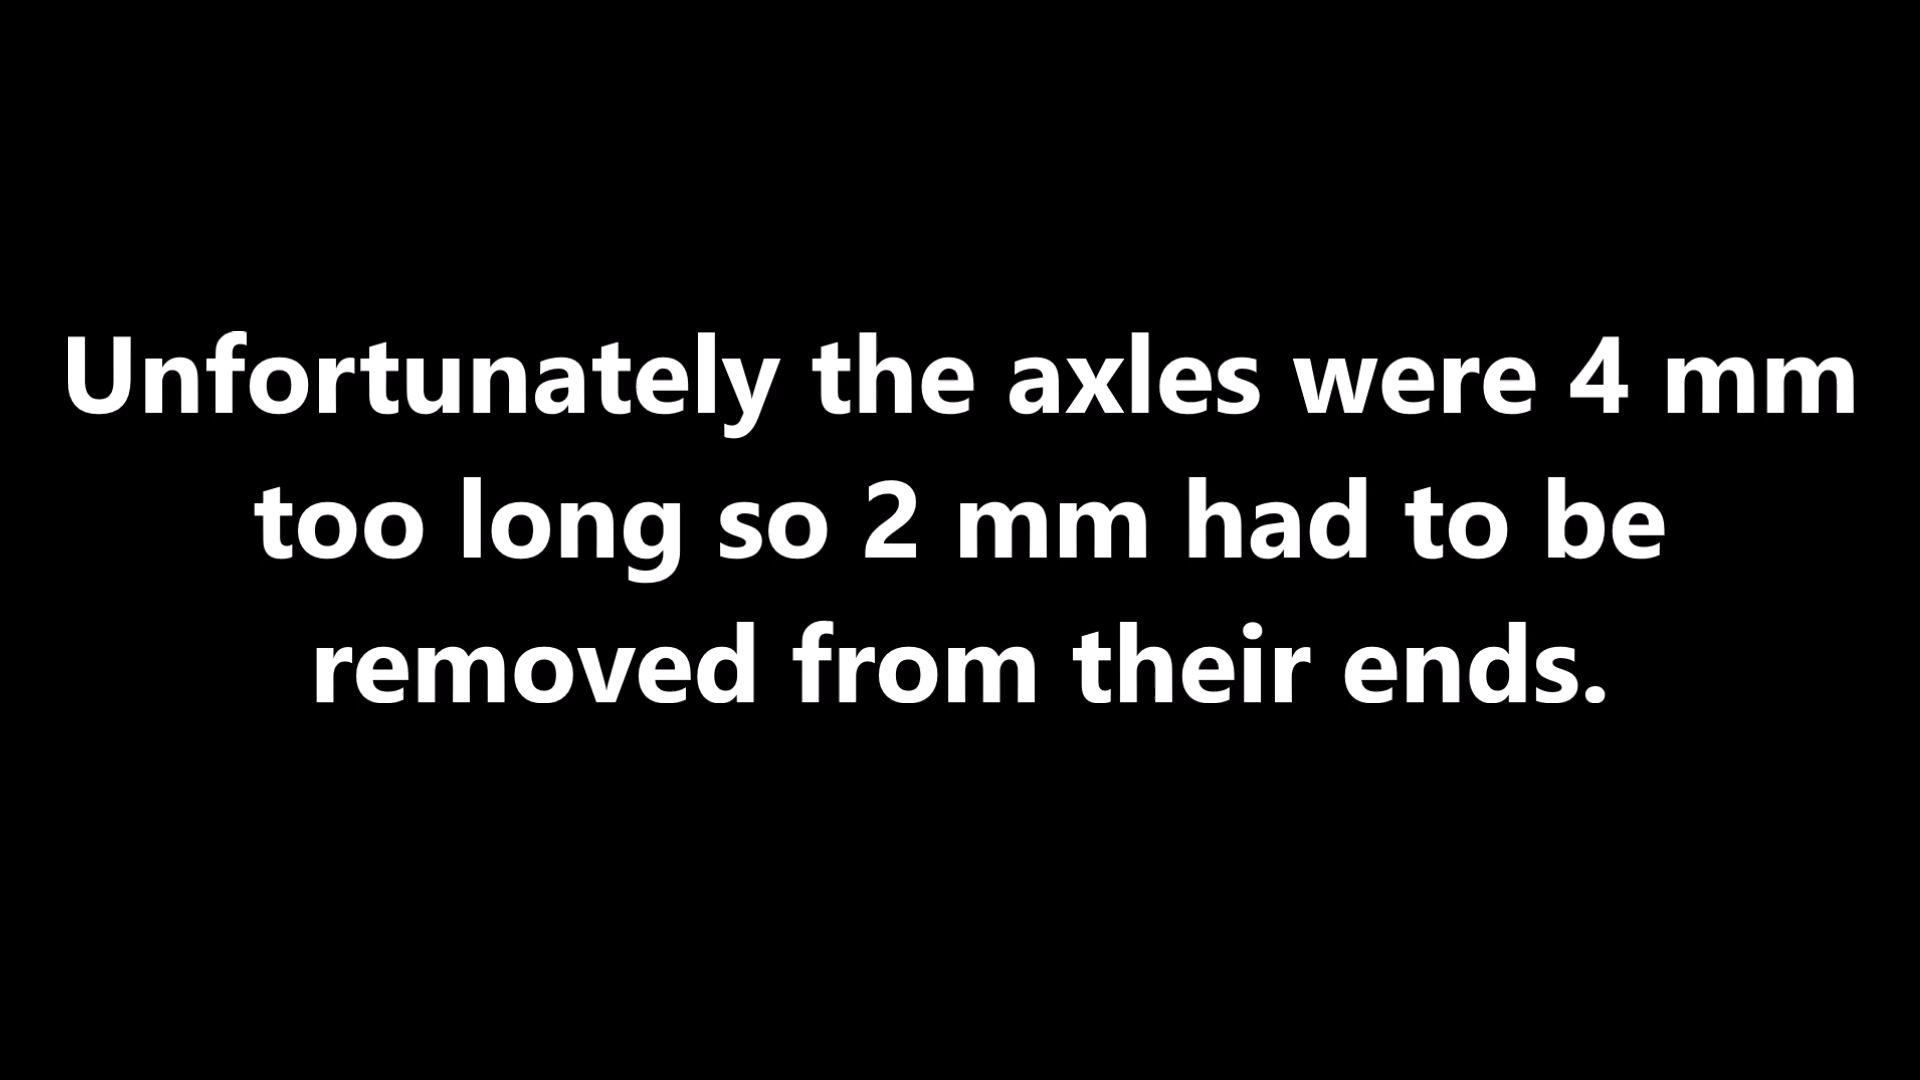 Unfortunately the axles were 4 mm
too long so 2 mm had to be
removed from their ends.